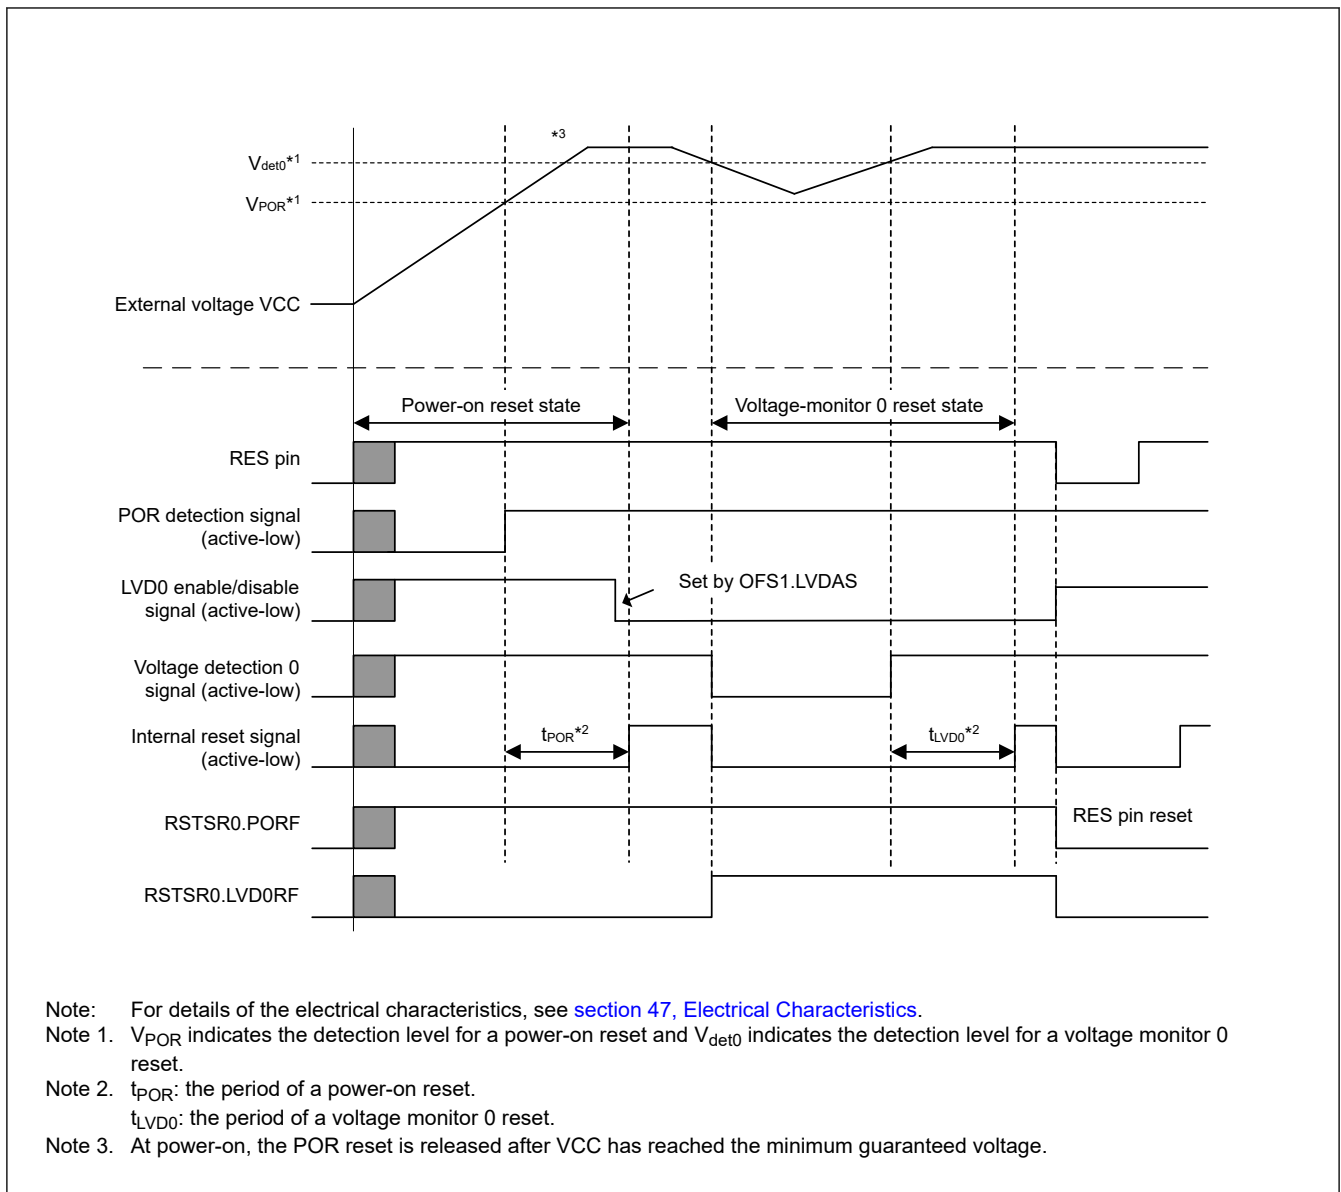 *3
Vdet0*1
VPOR*1
External voltage VCC
Power-on reset state
Voltage-monitor 0 reset state
RES pin
POR detection signal
(active-low)
LVD0 enable/disable
signal (active-low)
Set by OFS1.LVDAS
Voltage detection 0
signal (active-low)
Internal reset signal
(active-low)
tPOR*2
tLVD0*2
RSTSR0.PORF
RES pin reset
RSTSR0.LVD0RF
Note: For details of the electrical characteristics, see section 47, Electrical Characteristics.
Note 1. VPOR indicates the detection level for a power-on reset and Vdet0 indicates the detection level for a voltage monitor 0
reset.
Note 2. tPOR: the period of a power-on reset.
tLVD0: the period of a voltage monitor 0 reset.
Note 3. At power-on, the POR reset is released after VCC has reached the minimum guaranteed voltage.